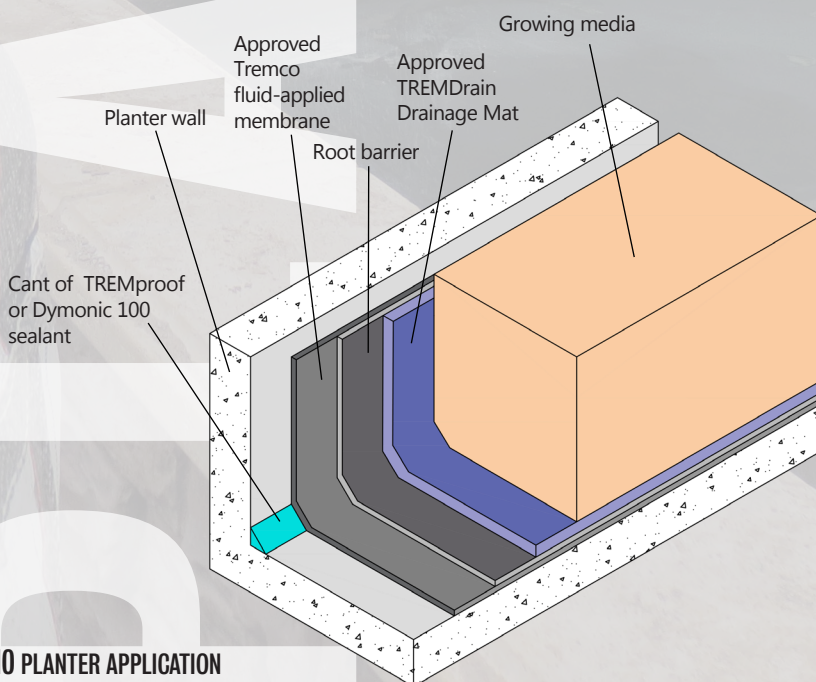 Growing media
Approved
Tremco
fluid-applied
membrane
Approved
TREMDrain
Drainage Mat
Planter wall
Root barrier
Cant of TREMproof
or Dymonic 100
sealant
PLANTER APPLICATION